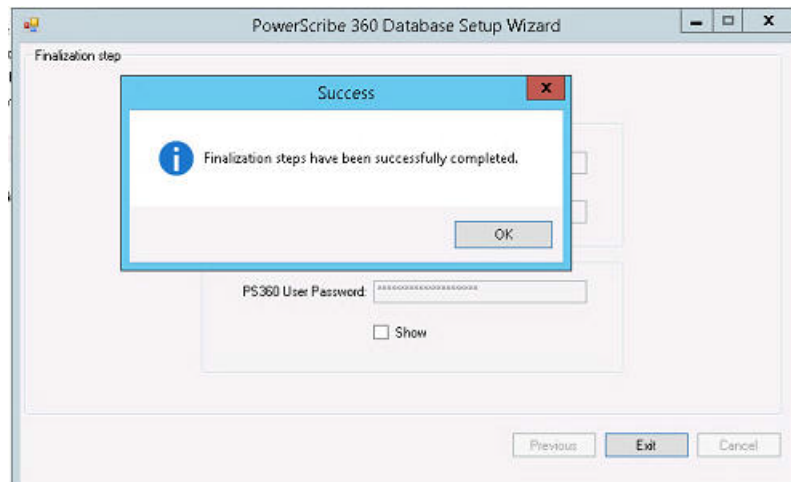 PowerScribe 360 Database Setup Wizard
Finalization step
Success
Finalization steps have been successfully completed.
OK
PS360 User Password:
Show
Previous
Exit
Cancel